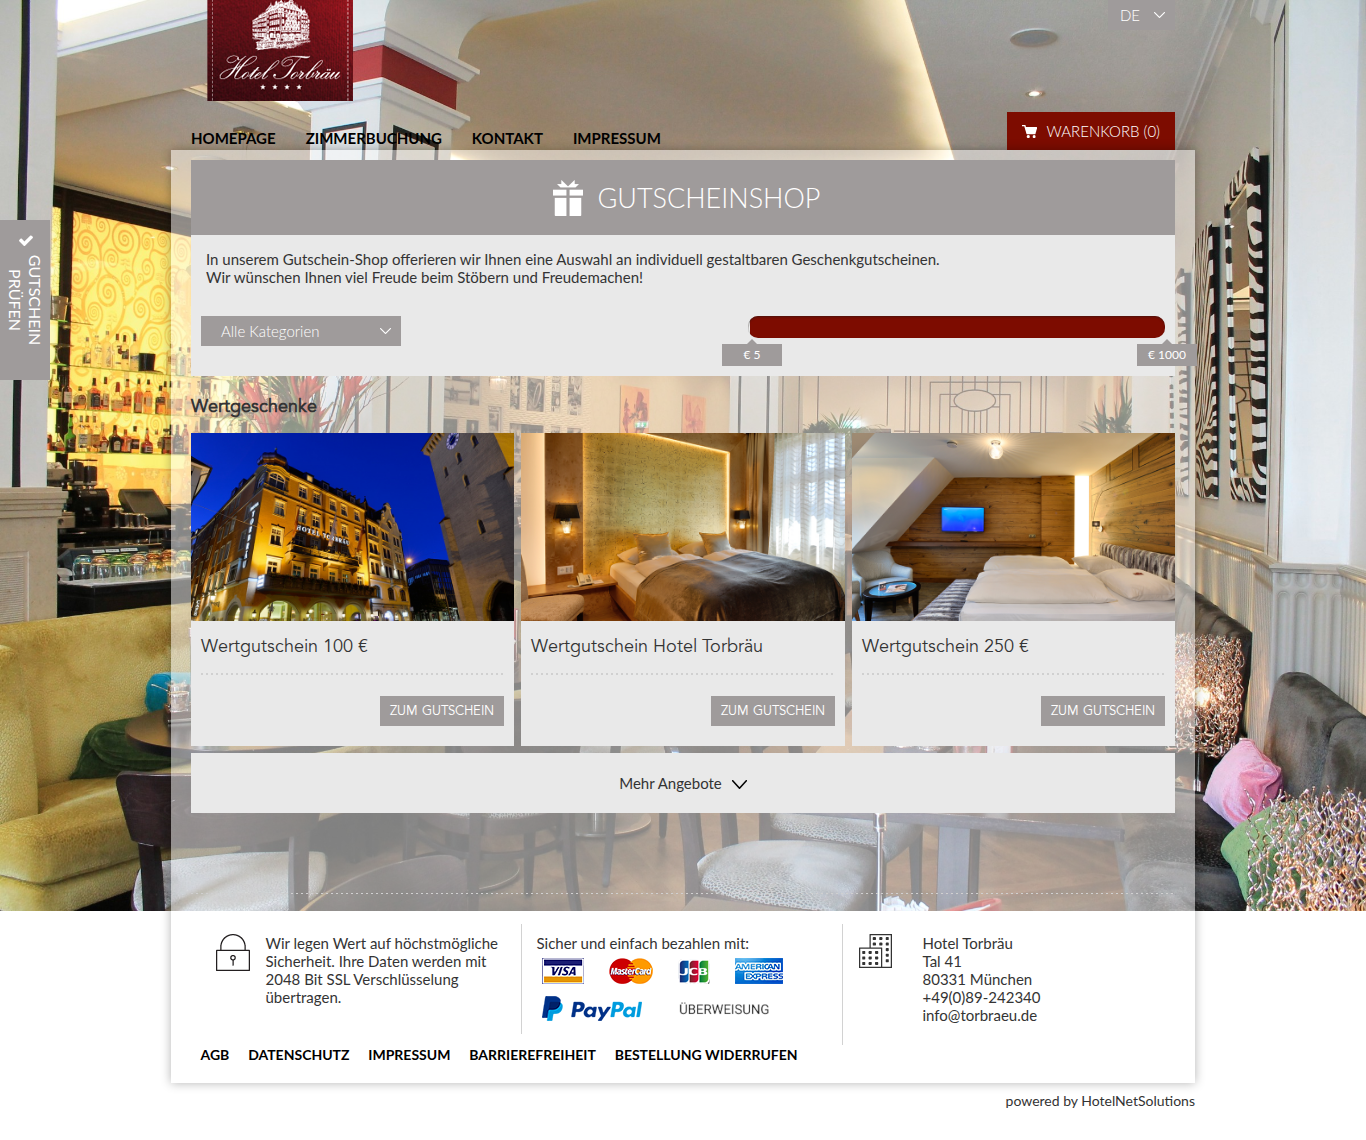 Hotel Torbräu
DE
HOMEPAGE ZIMMERBUCHUNG KONTAKT IMPRESSUM
WARENKORB (0)
GUTSCHEINSHOP
GUTSCHEIN
PRÜFEN
In unserem Gutschein-Shop offerieren wir Ihnen eine Auswahl an individuell gestaltbaren Geschenkgutscheinen.
Wir wünschen Ihnen viel Freude beim Stöbern und Freudemachen!
Alle Kategorien
€ 5
€ 1000
Wertgeschenke
HOTEL TORBRÄU
Wertgutschein 100 €
ZUM GUTSCHEIN
Wertgutschein Hotel Torbräu
ZUM GUTSCHEIN
Wertgutschein 250 €
ZUM GUTSCHEIN
Mehr Angebote
Wir legen Wert auf höchstmögliche
Sicherheit. Ihre Daten werden mit
2048 Bit SSL Verschlüsselung
übertragen.
Sicher und einfach bezahlen mit:
VISA MasterCard JCB AMERICAN EXPRESS
PayPal ÜBERWEISUNG
Hotel Torbräu
Tal 41
80331 München
+49(0)89-242340
info@torbraeu.de
AGB DATENSCHUTZ IMPRESSUM BARRIEREFREIHEIT BESTELLUNG WIDERRUFEN
powered by HotelNetSolutions